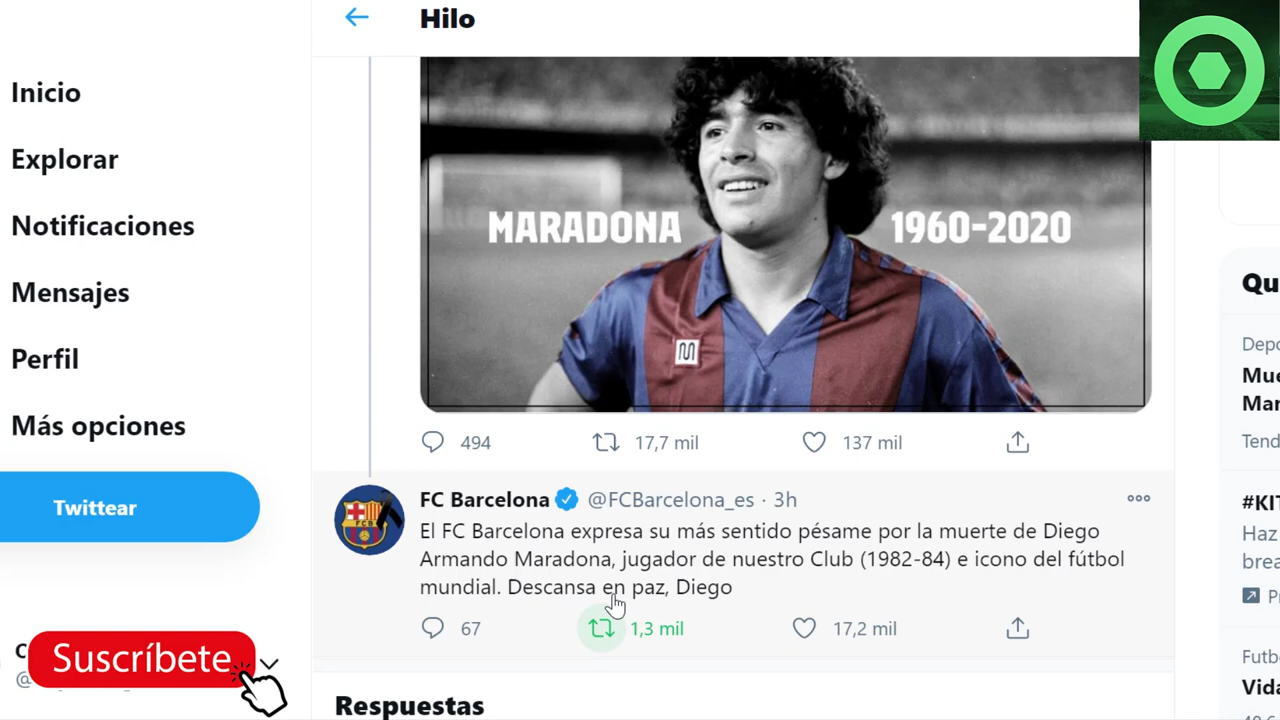 Hilo
Inicio
Explorar
Notificaciones
Mensajes
Perfil
Más opciones
Twittear
Suscríbete
MARADONA 1960-2020
494 17,7 mil 137 mil
FC Barcelona @FCBarcelona_es · 3h
El FC Barcelona expresa su más sentido pésame por la muerte de Diego
Armando Maradona, jugador de nuestro Club (1982-84) e icono del fútbol
mundial. Descansa en paz, Diego
67 1,3 mil 17,2 mil
Respuestas
Qu
Depo
Mue
Mar
Tend
#KIT
Haz
brea
Futbo
Vida